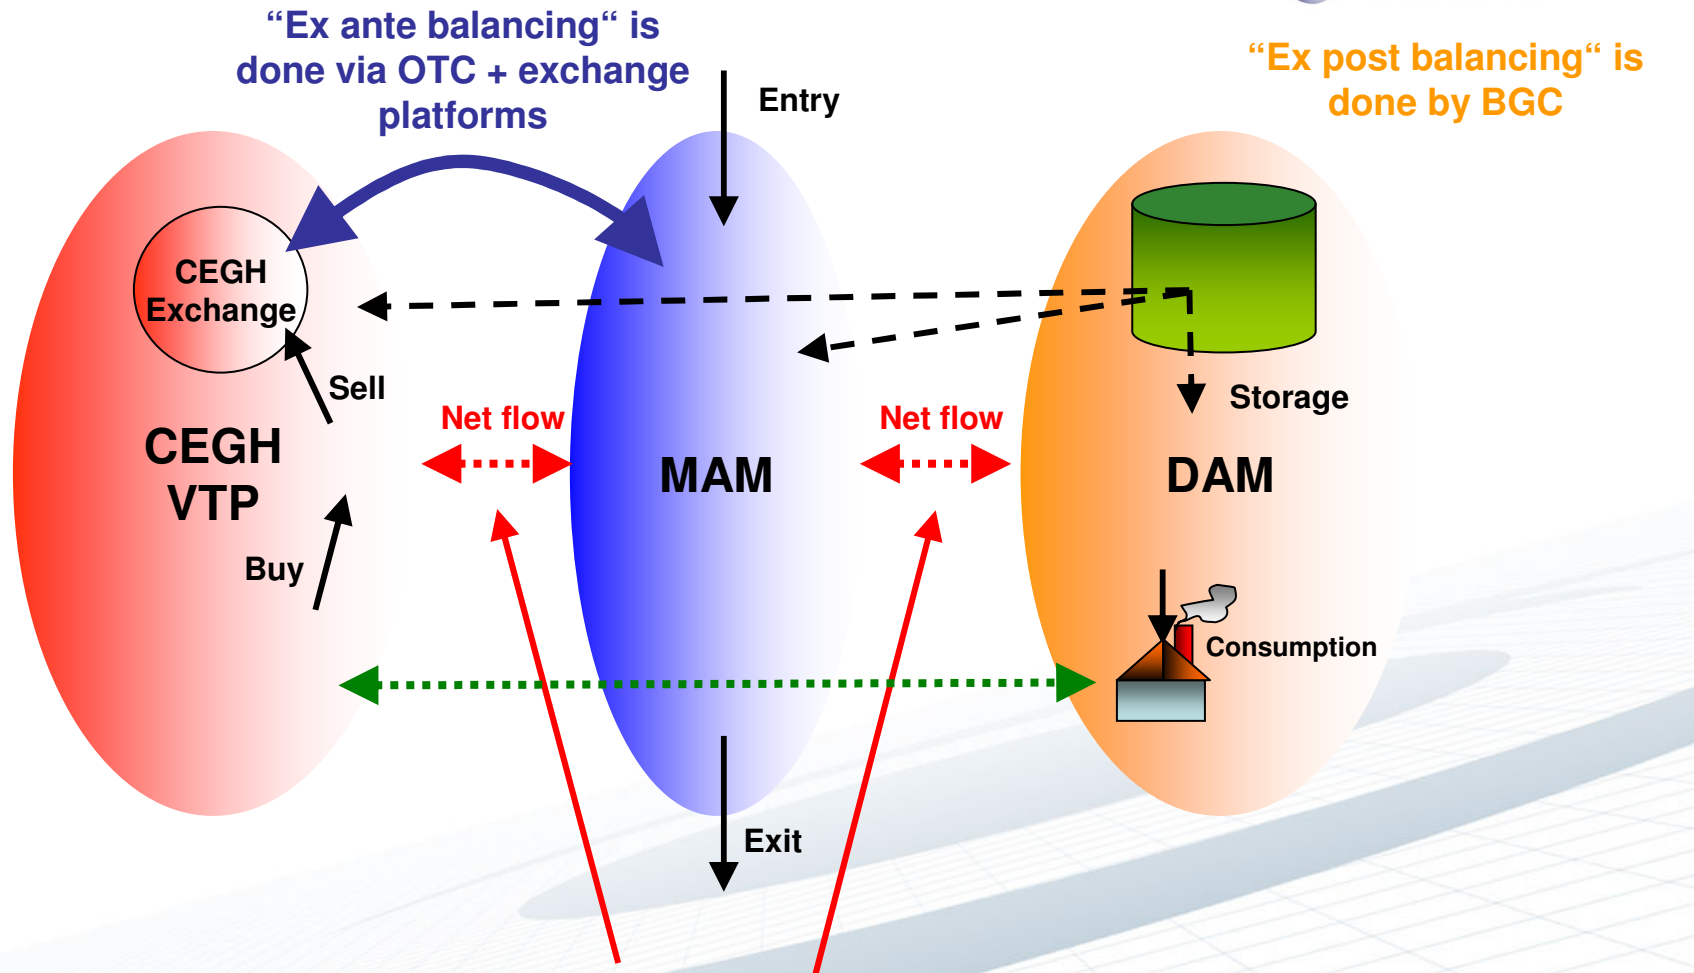 “Ex ante balancing“ is
done via OTC + exchange
platforms
“Ex post balancing“ is
done by BGC
Entry
CEGH
Exchange
Sell
Storage
Net flow
Net flow
CEGH
VTP
MAM
DAM
Buy
Consumption
Exit